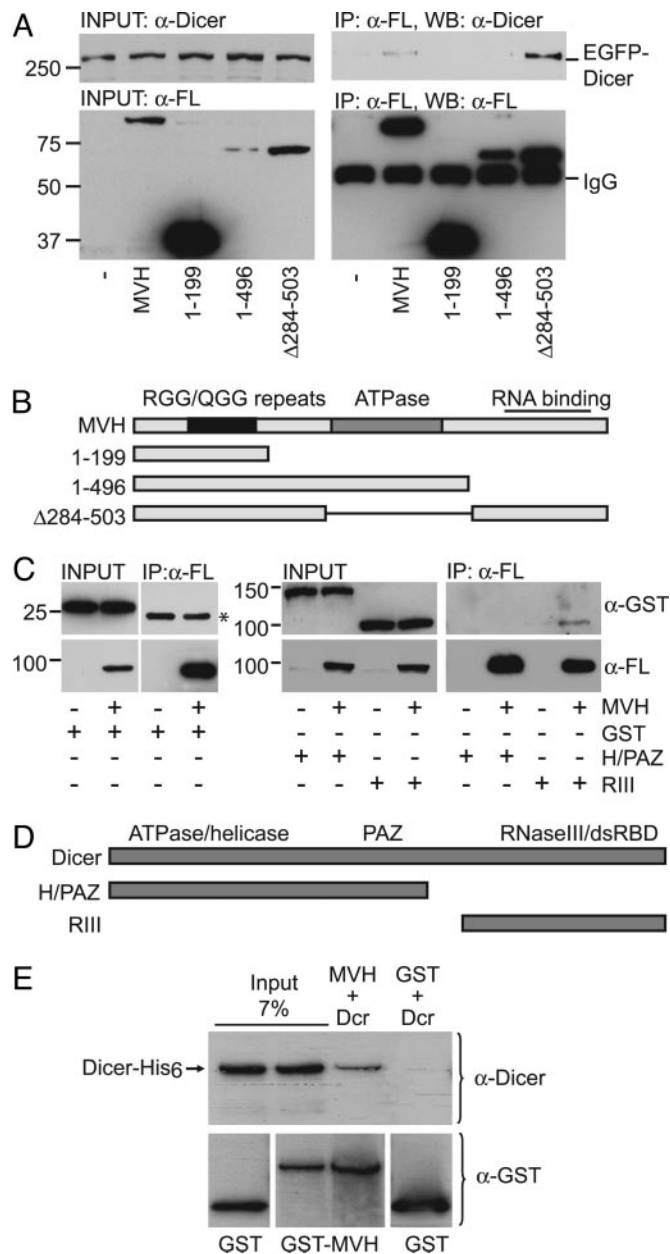 A
INPUT: α-Dicer
IP: α-FL, WB: α-Dicer
250
EGFP-
Dicer
INPUT: α-FL
IP: α-FL, WB: α-FL
75
50
37
IgG
- MVH 1-199 1-496 Δ284-503
- MVH 1-199 1-496 Δ284-503
B
RGG/QGG repeats ATPase RNA binding
MVH
1-199
1-496
Δ284-503
C
INPUT IP:α-FL INPUT IP: α-FL
25 * 150 100 α-GST
100 100 α-FL
- + - + - + - + - + - + MVH
+ + + + - - - - - - - - GST
- - - - + + - - + + - - H/PAZ
- - - - - - + + - - + + RIII
D
ATPase/helicase PAZ RNaseIII/dsRBD
Dicer
H/PAZ
RIII
E
Input 7%
MVH + Dcr
GST + Dcr
Dicer-His6
α-Dicer
α-GST
GST GST-MVH GST